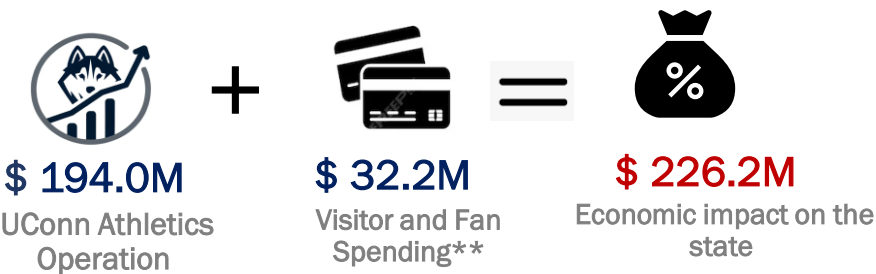 +
=
%
$ 194.0M
$ 32.2M
$ 226.2M
UConn Athletics
Operation
Visitor and Fan
Spending**
Economic impact on the
state